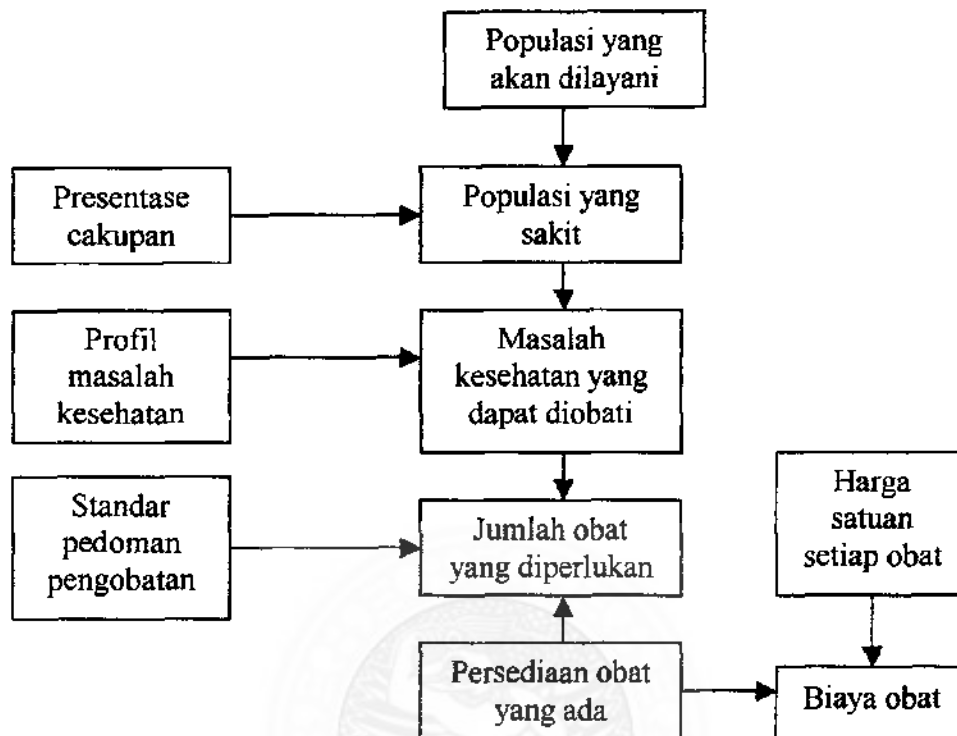 Populasi yang
akan dilayani
Presentase
cakupan
Populasi yang
sakit
Profil
masalah
kesehatan
Masalah
kesehatan yang
dapat diobati
Standar
pedoman
pengobatan
Jumlah obat
yang diperlukan
Harga
satuan
setiap obat
Persediaan obat
yang ada
Biaya obat